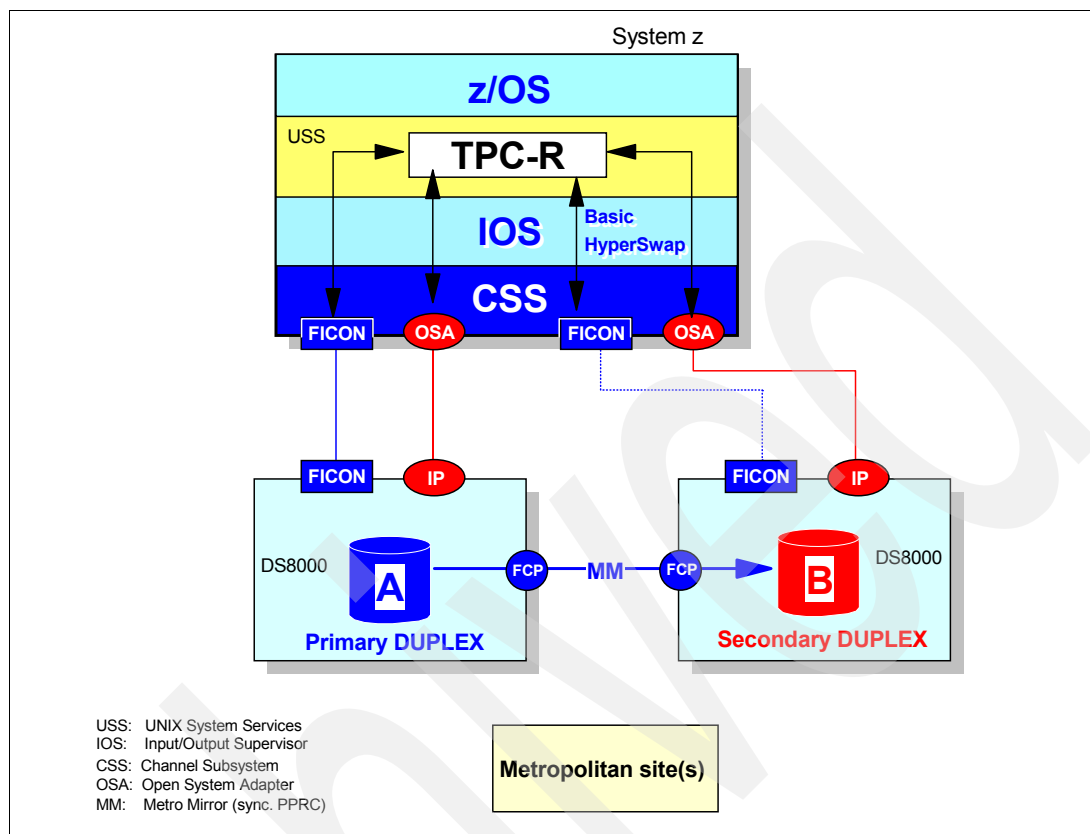 System z
z/OS
USS
TPC-R
Basic
HyperSwap
IOS
CSS
FICON
OSA
FICON
OSA
FICON
IP
FICON
IP
DS8000
A
FCP
MM
FCP
B
DS8000
Primary DUPLEX
Secondary DUPLEX
USS: UNIX System Services
IOS: Input/Output Supervisor
CSS: Channel Subsystem
OSA: Open System Adapter
MM: Metro Mirror (sync. PPRC)
Metropolitan site(s)